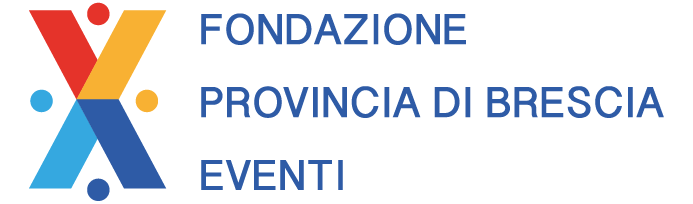 FONDAZIONE
PROVINCIA DI BRESCIA
EVENTI